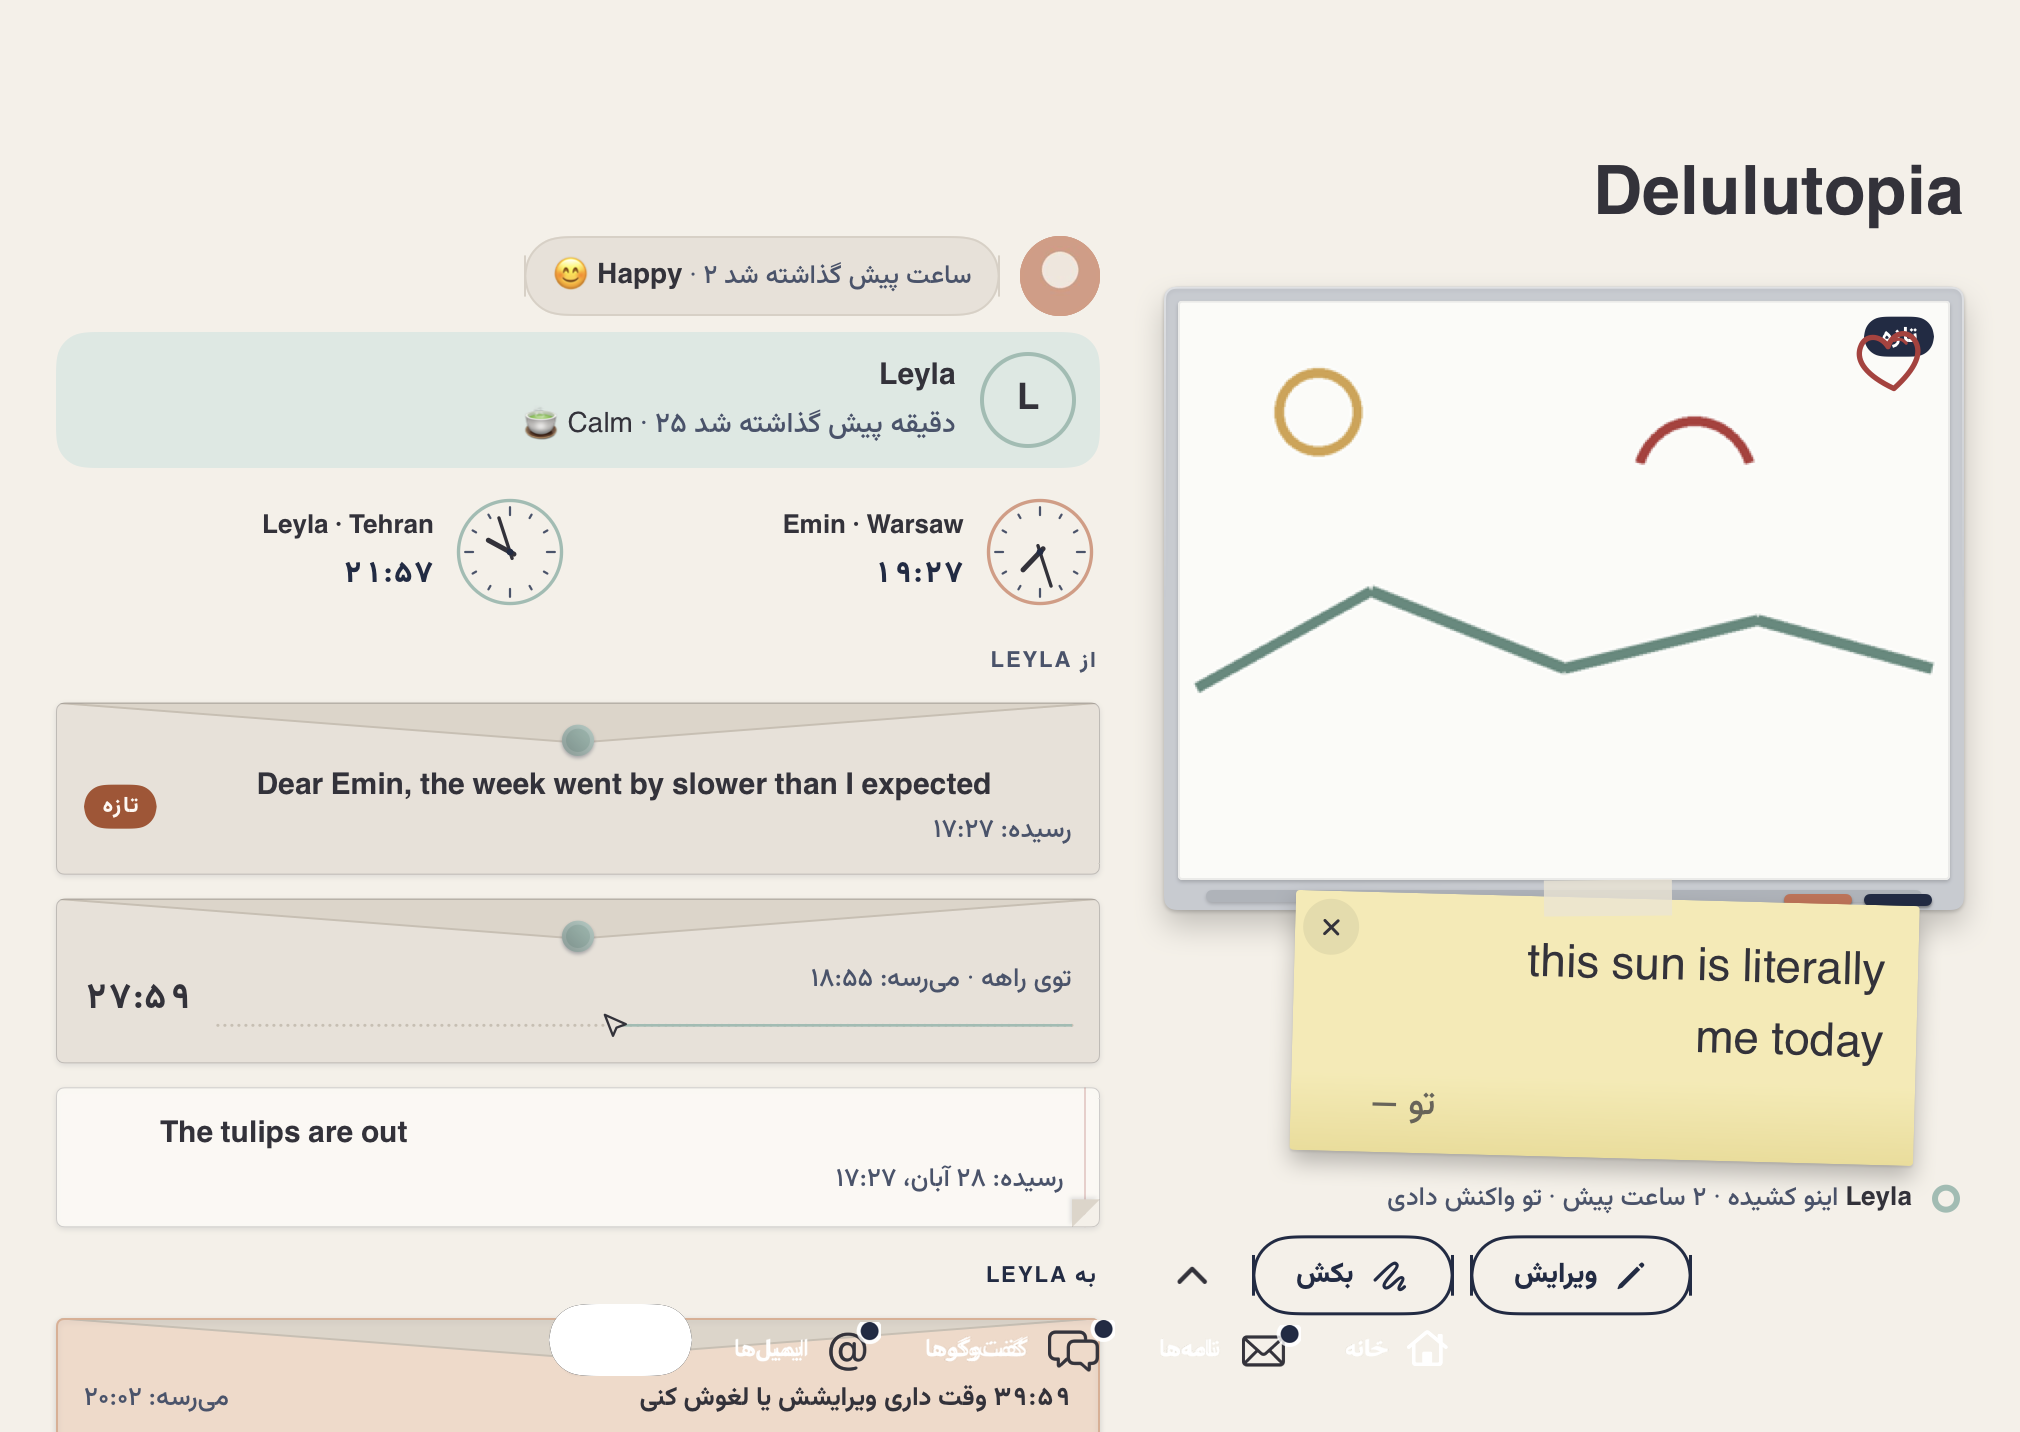 Delulutopia
تازه
this sun is literally
me today
— تو
Leyla اینو کشیده · ۲ ساعت پیش · تو واکنش دادی
ویرایش
بکش
😊 Happy · ۲ ساعت پیش گذاشته شد
L
Leyla
🍵 Calm · ۲۵ دقیقه پیش گذاشته شد
Emin · Warsaw
۱۹:۲۷
Leyla · Tehran
۲۱:۵۷
از LEYLA
Dear Emin, the week went by slower than I expected
رسیده: ۱۷:۲۷
تازه
توی راهه · می‌رسه: ۱۸:۵۵
۲۷:۵۹
The tulips are out
رسیده: ۲۸ آبان، ۱۷:۲۷
به LEYLA
۳۹:۵۹ وقت داری ویرایشش یا لغوش کنی
می‌رسه: ۲۰:۰۲
خانه
نامه‌ها
گفت‌وگوها
ایمیل‌ها